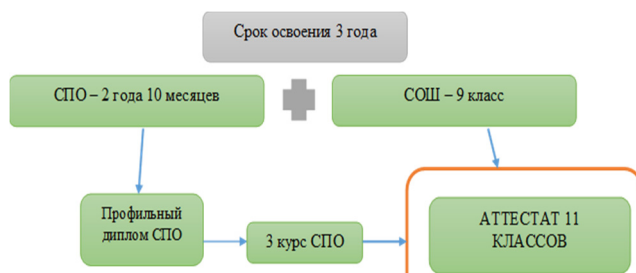 Срок освоения 3 года
СПО – 2 года 10 месяцев
СОШ – 9 класс
Профильный
диплом СПО
3 курс СПО
АТТЕСТАТ 11
КЛАССОВ